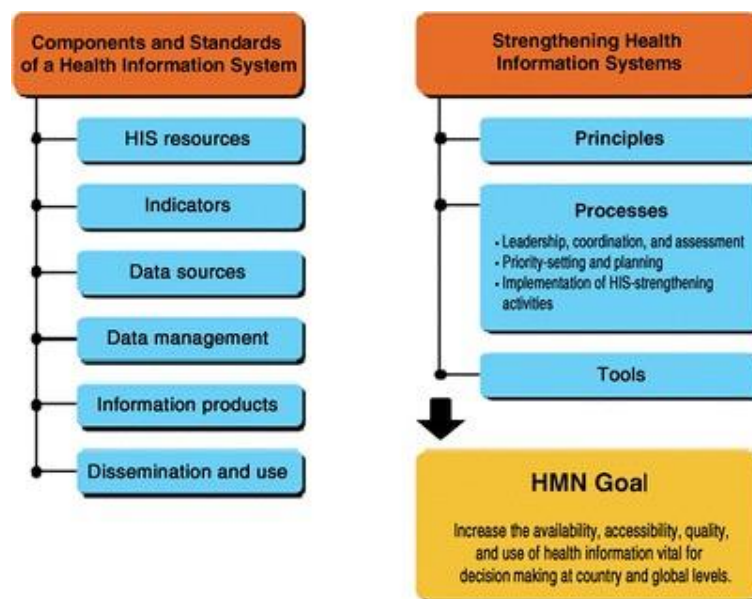 Components and Standards
of a Health Information System
HIS resources
Indicators
Data sources
Data management
Information products
Dissemination and use
Strengthening Health
Information Systems
Principles
Processes
• Leadership, coordination, and assessment
• Priority-setting and planning
• Implementation of HIS-strengthening
activities
Tools
HMN Goal
Increase the availability, accessibility, quality,
and use of health information vital for
decision making at country and global levels.